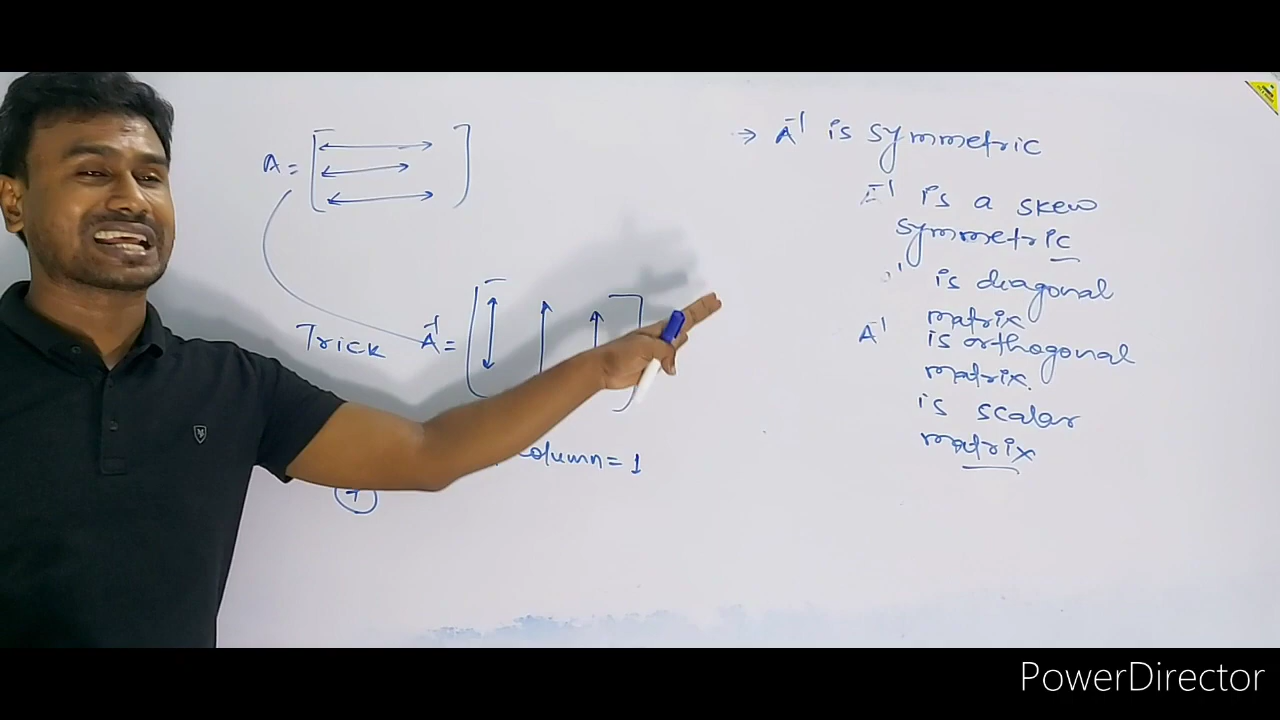 A =
Trick A⁻¹ =
column = 1
+
→ A⁻¹ is symmetric
A⁻¹ is a skew
symmetric
is diagonal
matrix
A⁻¹ is orthogonal
matrix.
is scalar
matrix
PowerDirector